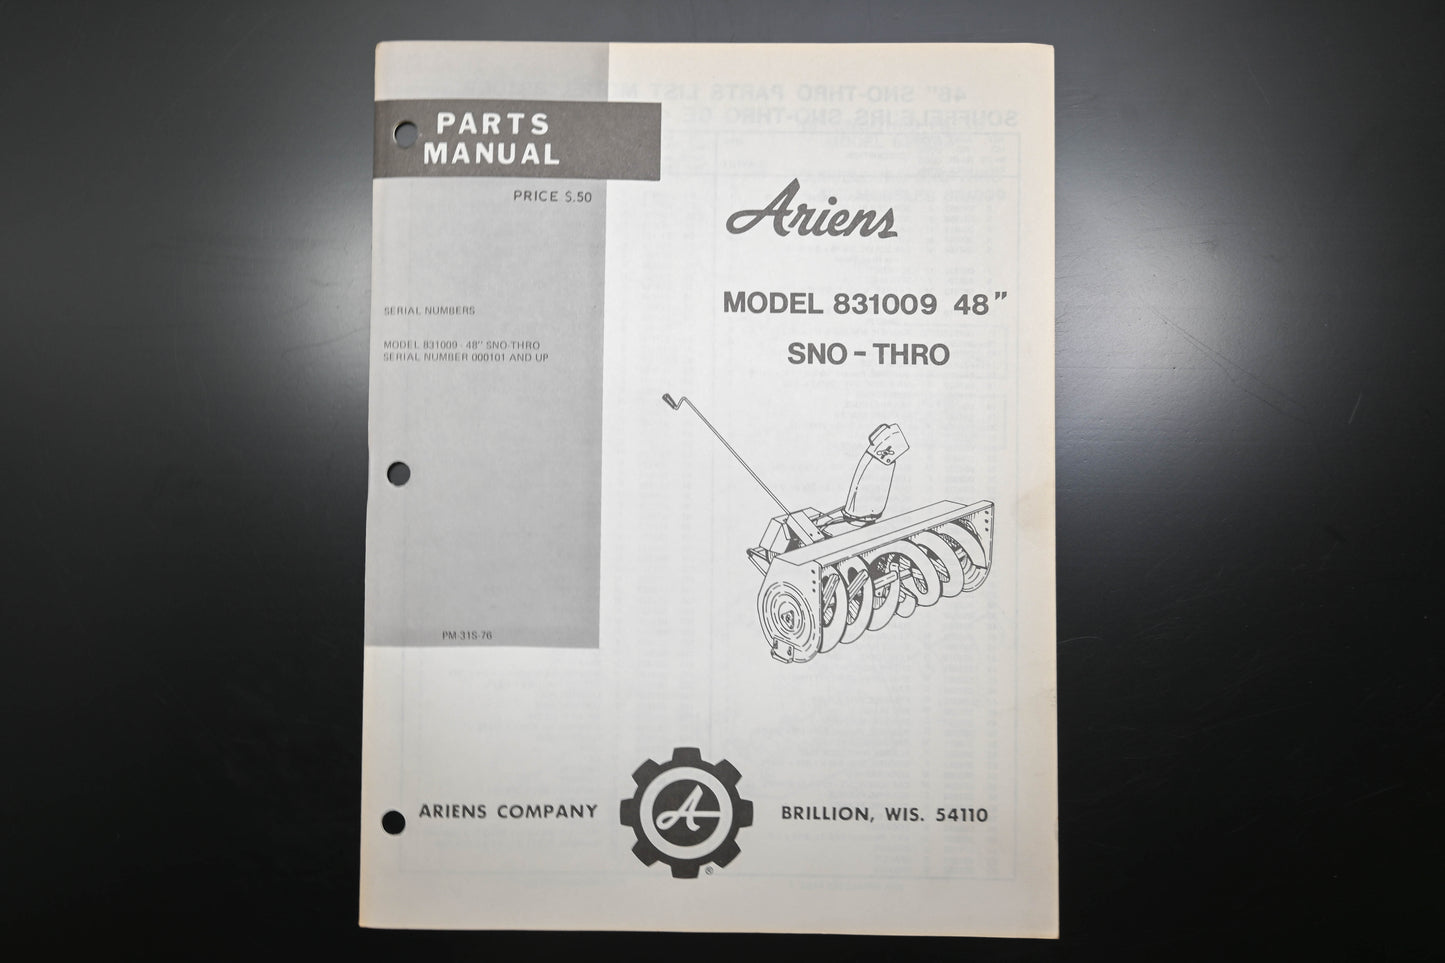 PARTS
MANUAL
PRICE $.50
Ariens
MODEL 831009 48"
SNO-THRO
SERIAL NUMBERS
MODEL 831009 - 48" SNO-THRO
SERIAL NUMBER 000101 AND UP
PM-31S-76
ARIENS COMPANY
A
®
BRILLION, WIS. 54110